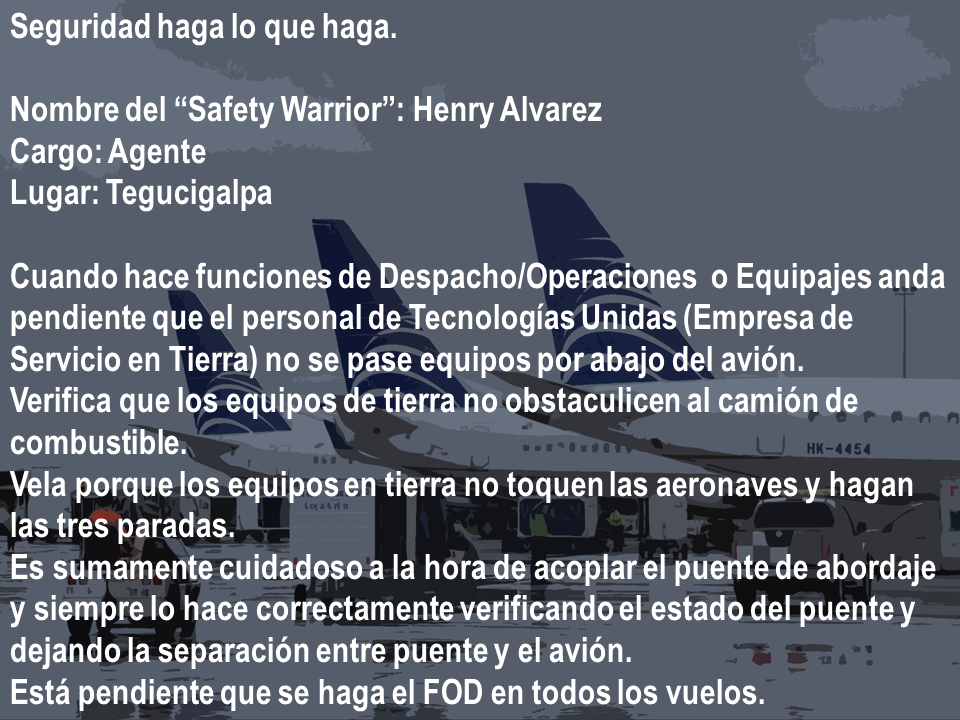 Seguridad haga lo que haga.
Nombre del “Safety Warrior”: Henry Alvarez
Cargo: Agente
Lugar: Tegucigalpa
Cuando hace funciones de Despacho/Operaciones o Equipajes anda
pendiente que el personal de Tecnologías Unidas (Empresa de
Servicio en Tierra) no se pase equipos por abajo del avión.
Verifica que los equipos de tierra no obstaculicen al camión de
combustible.
HK-4454
Vela porque los equipos en tierra no toquen las aeronaves y hagan
las tres paradas.
Es sumamente cuidadoso a la hora de acoplar el puente de abordaje
y siempre lo hace correctamente verificando el estado del puente y
dejando la separación entre puente y el avión.
Está pendiente que se haga el FOD en todos los vuelos.